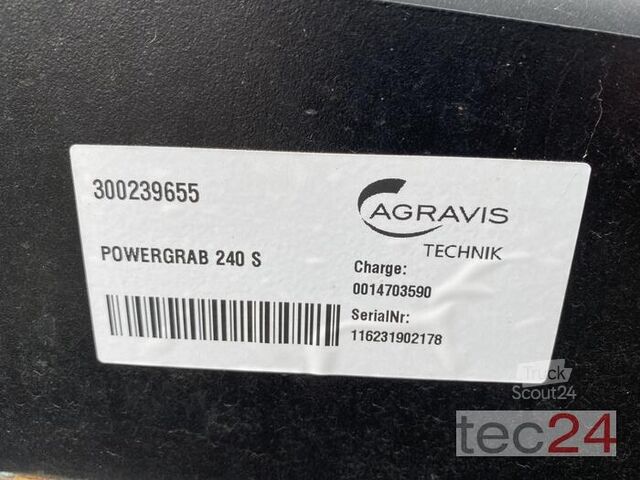 300239655
AGRAVIS
TECHNIK
POWERGRAB 240 S
Charge:
0014703590
SerialNr:
116231902178
Truck
Scout24
tec24